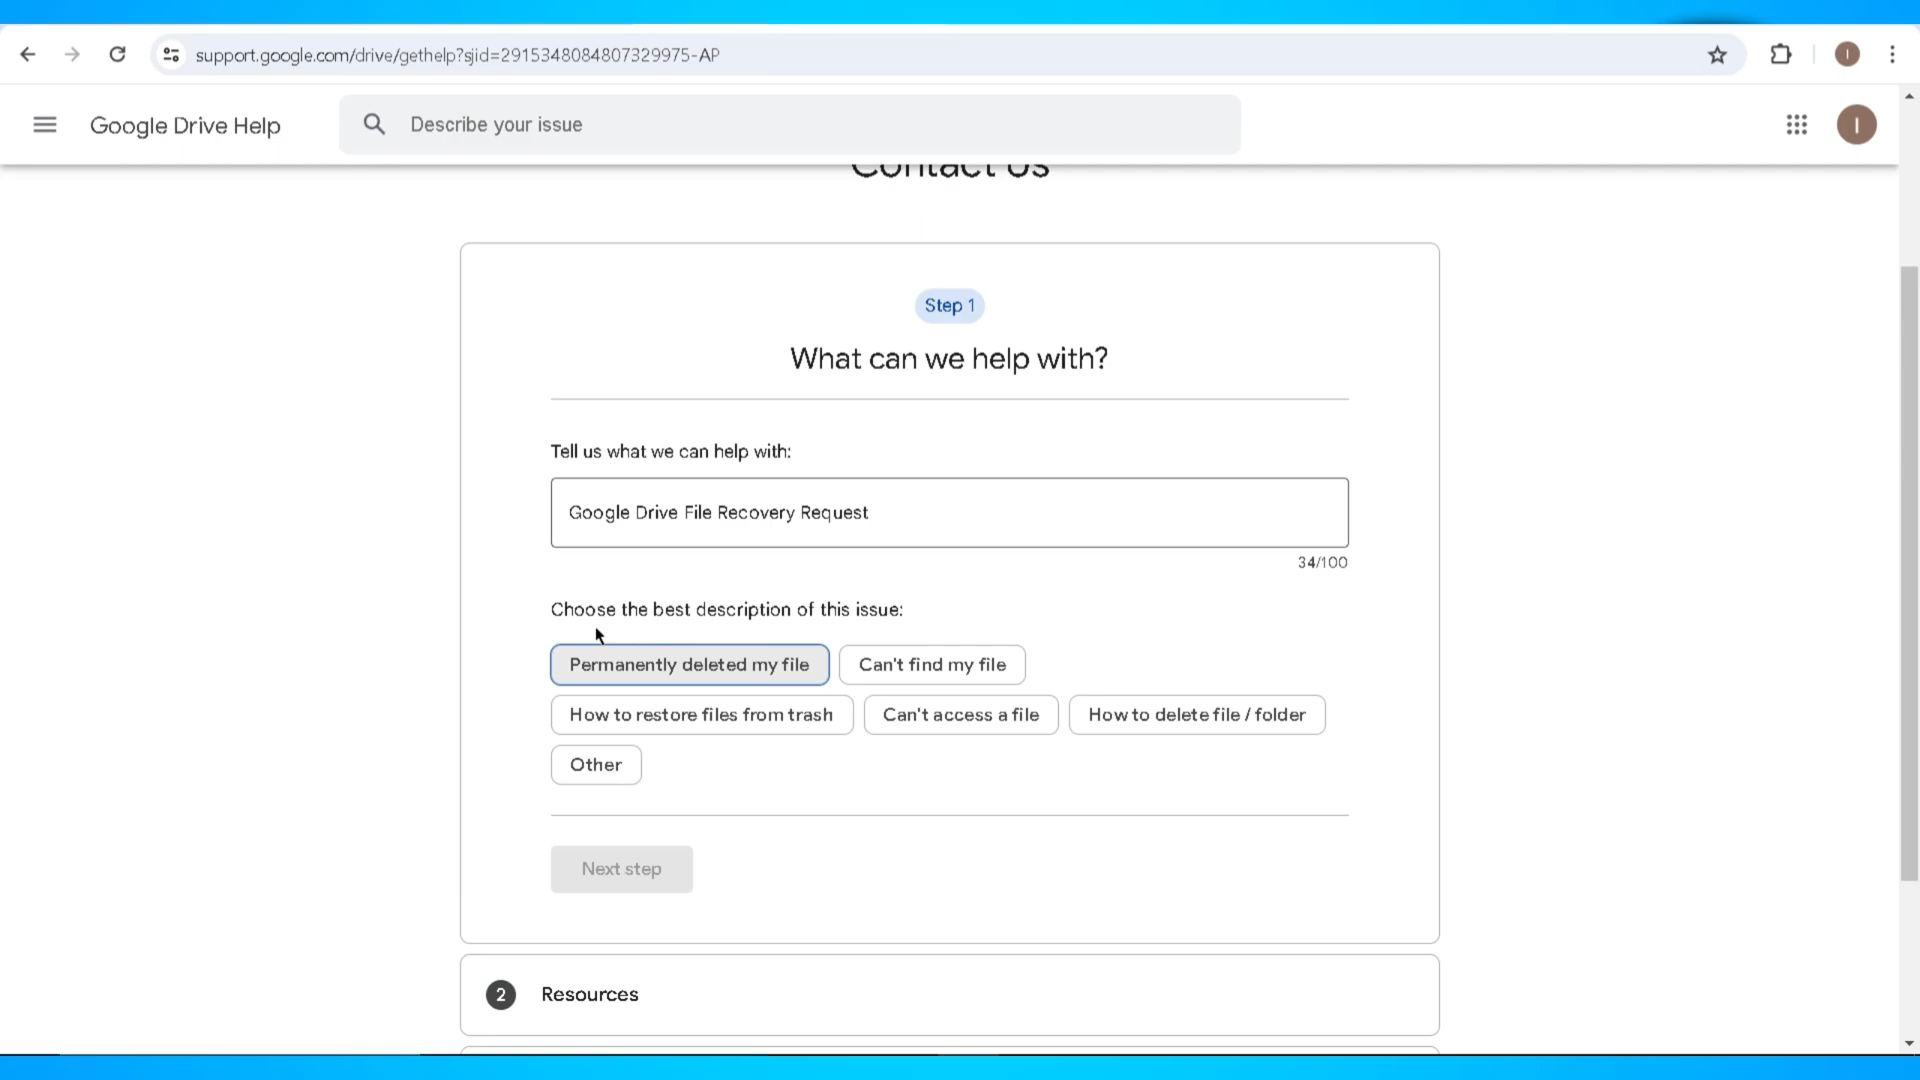 support.google.com/drive/gethelp?sjid=2915348084807329975-AP
I
Google Drive Help
Describe your issue
I
Contact Us
Step 1
What can we help with?
Tell us what we can help with:
Google Drive File Recovery Request
34/100
Choose the best description of this issue:
Permanently deleted my file
Can't find my file
How to restore files from trash
Can't access a file
How to delete file / folder
Other
Next step
2
Resources